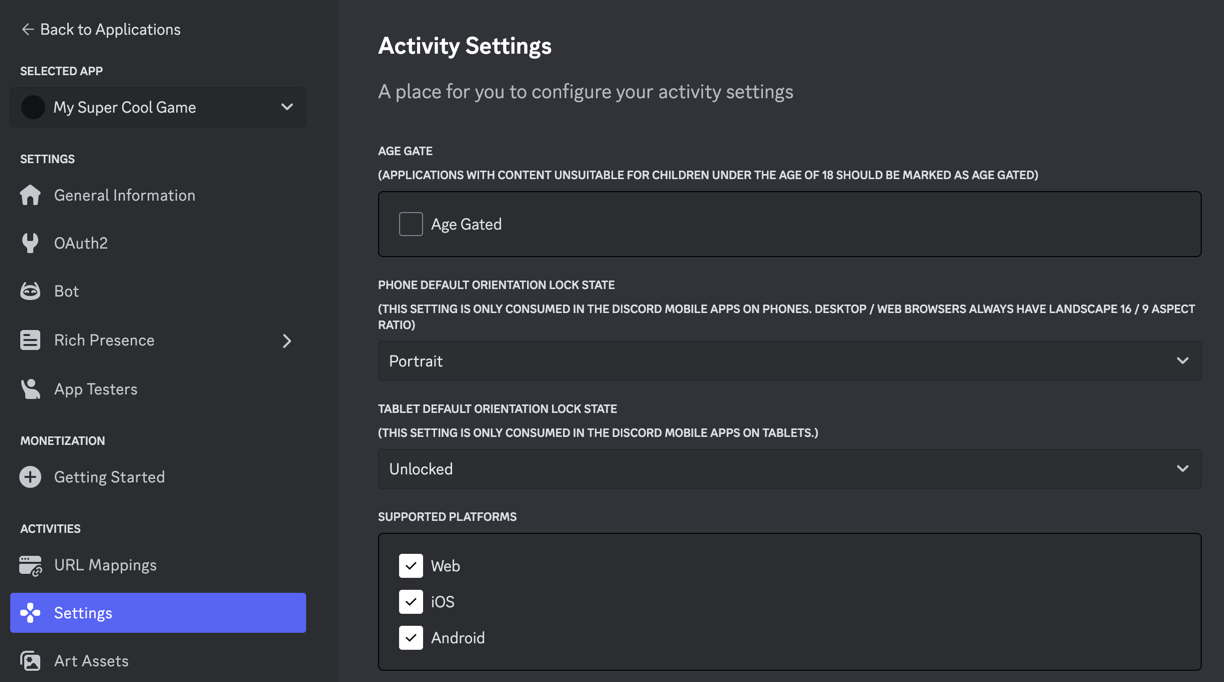 Back to Applications
SELECTED APP
My Super Cool Game
SETTINGS
General Information
OAuth2
Bot
Rich Presence
App Testers
MONETIZATION
Getting Started
ACTIVITIES
URL Mappings
Settings
Art Assets
Activity Settings
A place for you to configure your activity settings
AGE GATE
(APPLICATIONS WITH CONTENT UNSUITABLE FOR CHILDREN UNDER THE AGE OF 18 SHOULD BE MARKED AS AGE GATED)
Age Gated
PHONE DEFAULT ORIENTATION LOCK STATE
(THIS SETTING IS ONLY CONSUMED IN THE DISCORD MOBILE APPS ON PHONES. DESKTOP / WEB BROWSERS ALWAYS HAVE LANDSCAPE 16 / 9 ASPECT
RATIO)
Portrait
TABLET DEFAULT ORIENTATION LOCK STATE
(THIS SETTING IS ONLY CONSUMED IN THE DISCORD MOBILE APPS ON TABLETS.)
Unlocked
SUPPORTED PLATFORMS
Web
iOS
Android